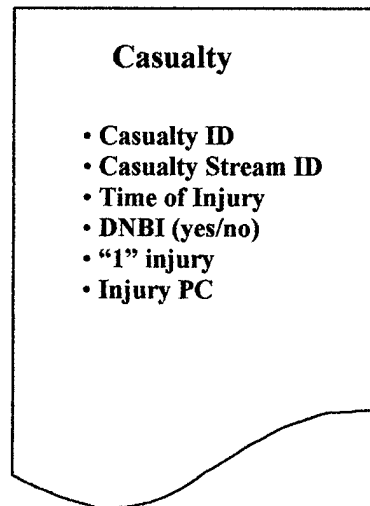 Casualty
• Casualty ID
• Casualty Stream ID
• Time of Injury
• DNBI (yes/no)
• “1” injury
• Injury PC